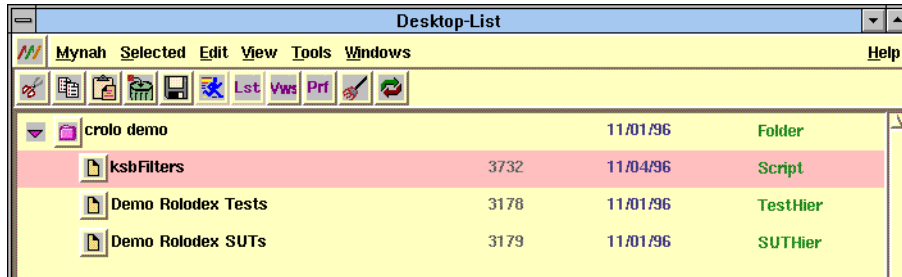 Desktop-List
Mynah Selected Edit View Tools Windows Help
Lst Vws Prf
crolo demo 11/01/96 Folder
ksbFilters 3732 11/04/96 Script
Demo Rolodex Tests 3178 11/01/96 TestHier
Demo Rolodex SUTs 3179 11/01/96 SUTHier